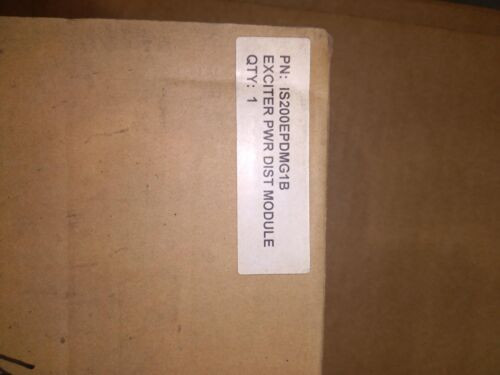 PN: IS200EPDMG1B
EXCITER PWR DIST MODULE
QTY: 1